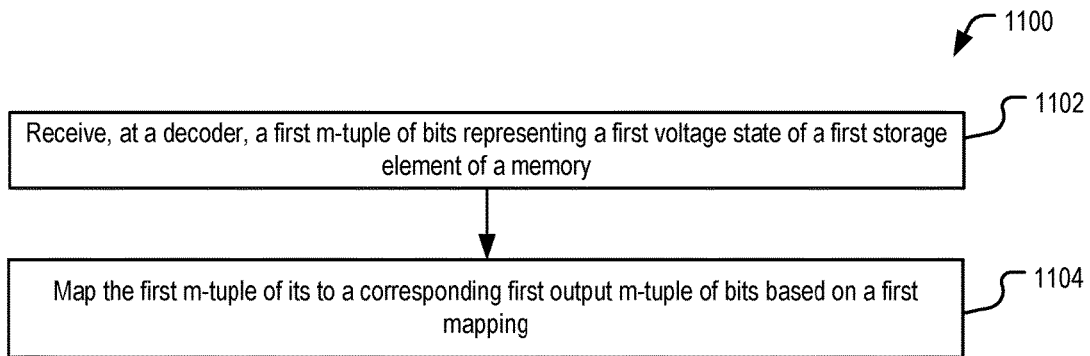 1100
1102
Receive, at a decoder, a first m-tuple of bits representing a first voltage state of a first storage
element of a memory
1104
Map the first m-tuple of its to a corresponding first output m-tuple of bits based on a first
mapping